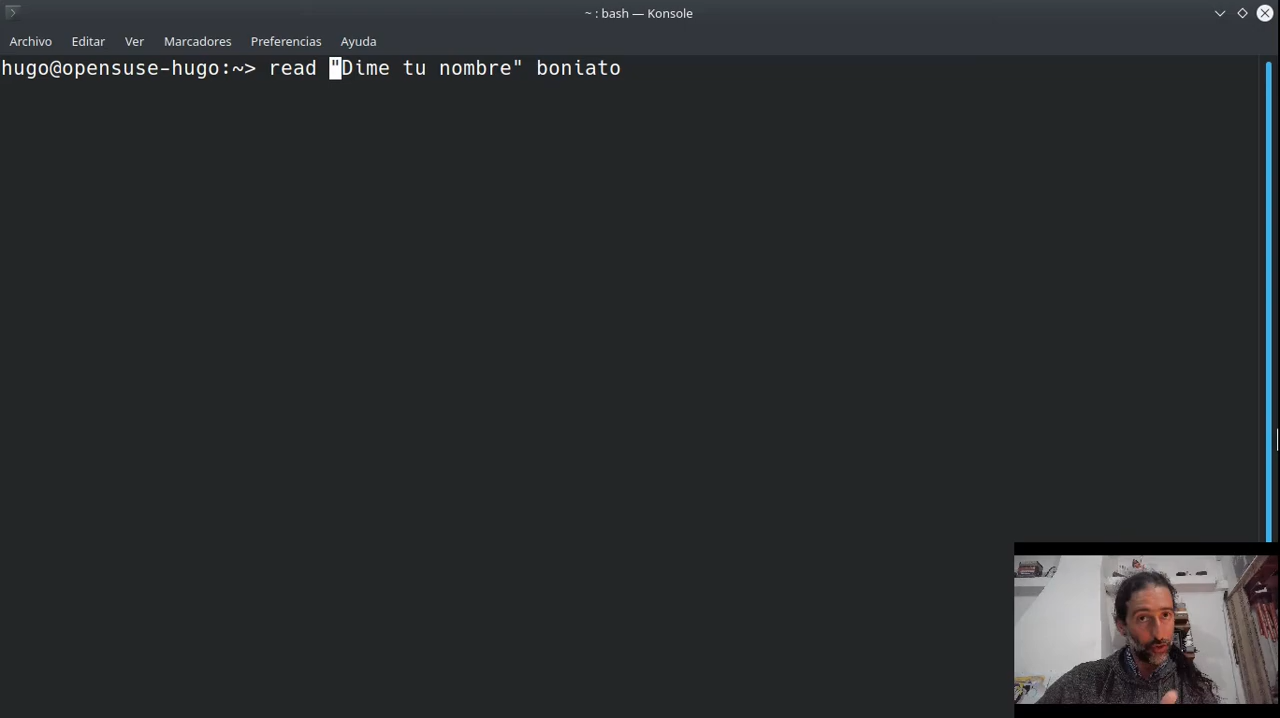 ~ : bash — Konsole
Archivo Editar Ver Marcadores Preferencias Ayuda
hugo@opensuse-hugo:~> read "Dime tu nombre" boniato